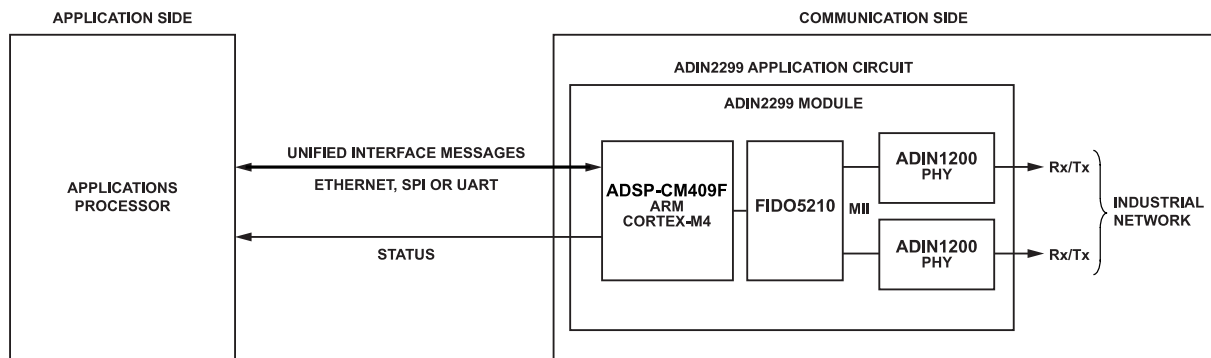 APPLICATION SIDE
COMMUNICATION SIDE
ADIN2299 APPLICATION CIRCUIT
ADIN2299 MODULE
APPLICATIONS
PROCESSOR
UNIFIED INTERFACE MESSAGES
ETHERNET, SPI OR UART
STATUS
ADSP-CM409F
ARM
CORTEX-M4
FIDO5210
MII
ADIN1200
PHY
ADIN1200
PHY
Rx/Tx
Rx/Tx
INDUSTRIAL
NETWORK